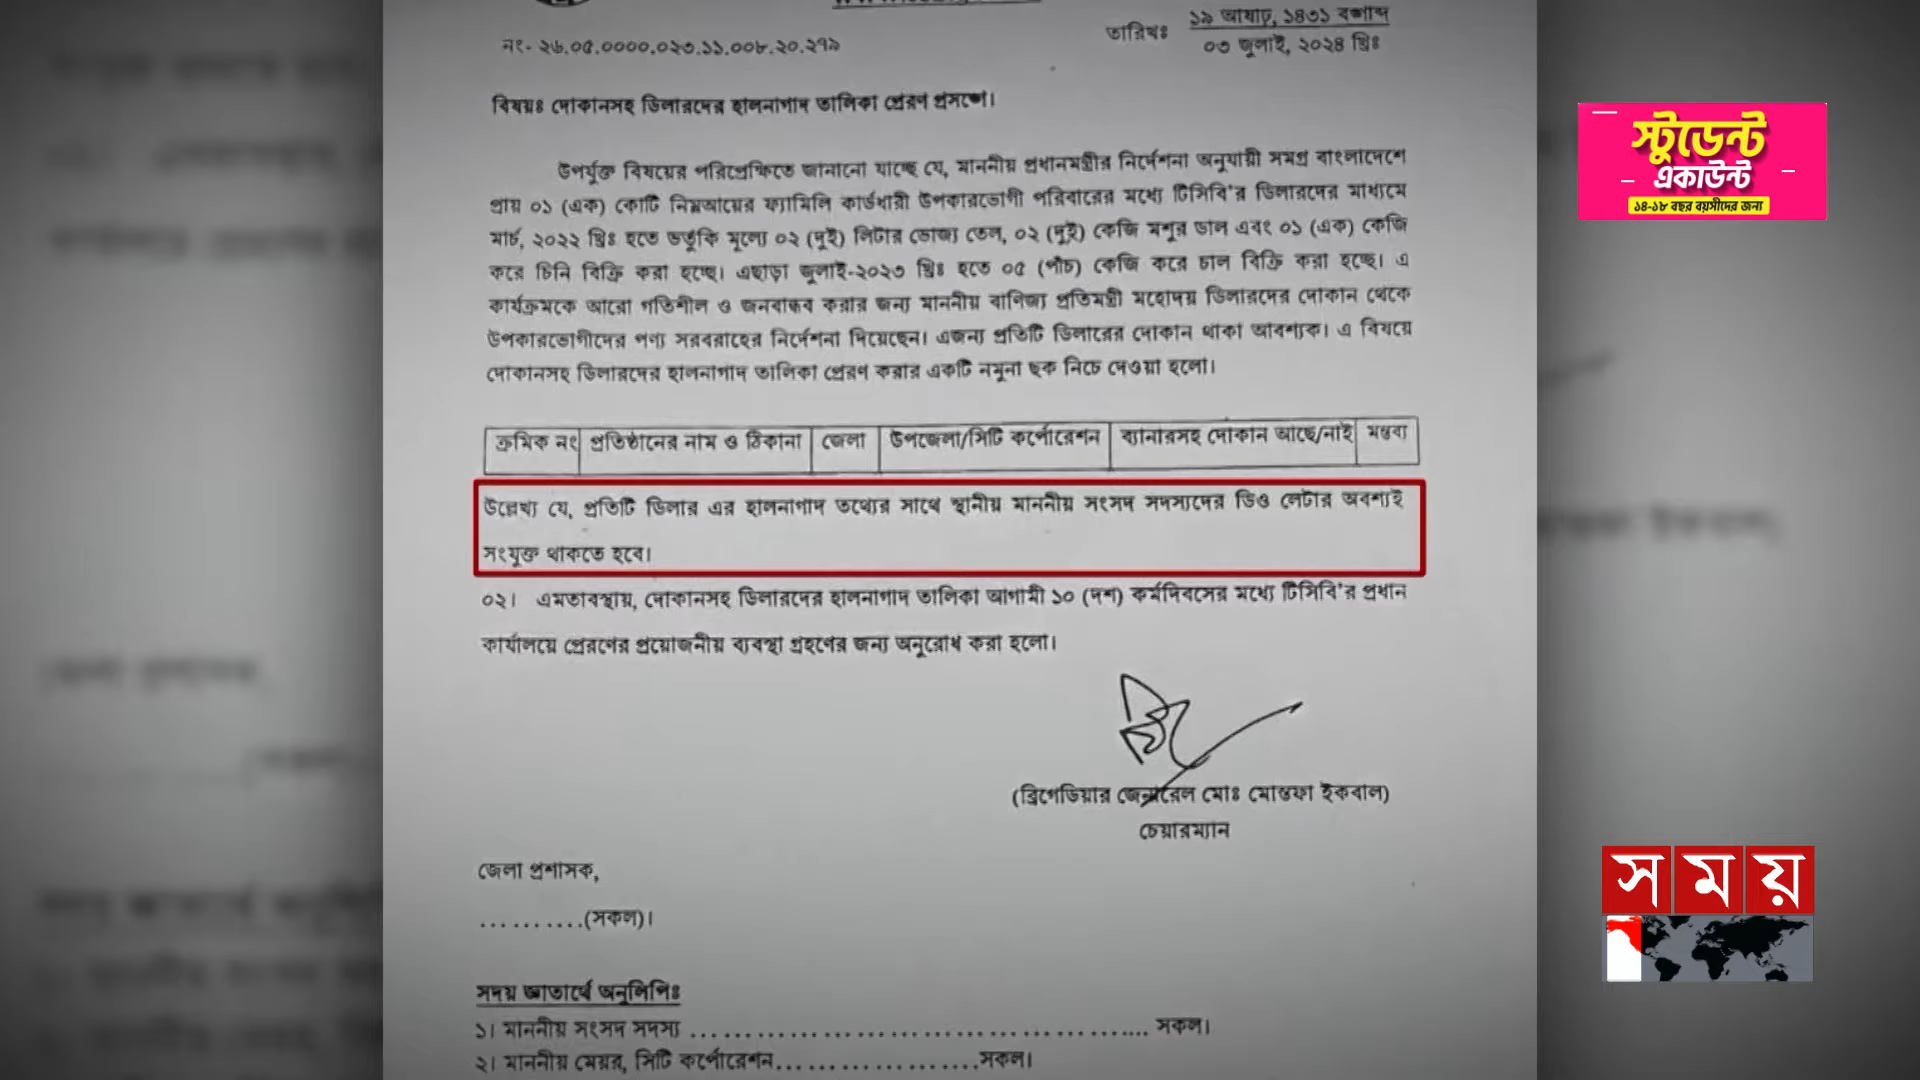 ১৯ আষাঢ়, ১৪৩১ বঙ্গাব্দ
নং- ২৬.০৫.০০০০.০২৩.১১.০০৮.২০.২৭৯
তারিখঃ
০৩ জুলাই, ২০২৪ খ্রিঃ
বিষয়ঃ দোকানসহ ডিলারদের হালনাগাদ তালিকা প্রেরণ প্রসঙ্গে।
উপর্যুক্ত বিষয়ের পরিপ্রেক্ষিতে জানানো যাচ্ছে যে, মাননীয় প্রধানমন্ত্রীর নির্দেশনা অনুযায়ী সমগ্র বাংলাদেশে
প্রায় ০১ (এক) কোটি নিম্নআয়ের ফ্যামিলি কার্ডধারী উপকারভোগী পরিবারের মধ্যে টিসিবি'র ডিলারদের মাধ্যমে
মার্চ, ২০২২ খ্রিঃ হতে ভর্তুকি মূল্যে ০২ (দুই) লিটার ভোজ্য তেল, ০২ (দুই) কেজি মশুর ডাল এবং ০১ (এক) কেজি
করে চিনি বিক্রি করা হচ্ছে। এছাড়া জুলাই-২০২৩ খ্রিঃ হতে ০৫ (পাঁচ) কেজি করে চাল বিক্রি করা হচ্ছে। এ
কার্যক্রমকে আরো গতিশীল ও জনবান্ধব করার জন্য মাননীয় বাণিজ্য প্রতিমন্ত্রী মহোদয় ডিলারদের দোকান থেকে
উপকারভোগীদের পণ্য সরবরাহের নির্দেশনা দিয়েছেন। এজন্য প্রতিটি ডিলারের দোকান থাকা আবশ্যক। এ বিষয়ে
দোকানসহ ডিলারদের হালনাগাদ তালিকা প্রেরণ করার একটি নমুনা ছক নিচে দেওয়া হলো।
ক্রমিক নং প্রতিষ্ঠানের নাম ও ঠিকানা জেলা উপজেলা/সিটি কর্পোরেশন ব্যানারসহ দোকান আছে/নাই মন্তব্য
উল্লেখ্য যে, প্রতিটি ডিলার এর হালনাগাদ তথ্যের সাথে স্থানীয় মাননীয় সংসদ সদস্যদের ডিও লেটার অবশ্যই
সংযুক্ত থাকতে হবে।
০২। এমতাবস্থায়, দোকানসহ ডিলারদের হালনাগাদ তালিকা আগামী ১০ (দশ) কর্মদিবসের মধ্যে টিসিবি'র প্রধান
কার্যালয়ে প্রেরণের প্রয়োজনীয় ব্যবস্থা গ্রহণের জন্য অনুরোধ করা হলো।
(ব্রিগেডিয়ার জেনারেল মোঃ মোস্তফা ইকবাল)
চেয়ারম্যান
জেলা প্রশাসক,
..........(সকল)।
সদয় জ্ঞাতার্থে অনুলিপিঃ
১। মাননীয় সংসদ সদস্য ........................................ সকল।
২। মাননীয় মেয়র, সিটি কর্পোরেশন...................সকল।
স্টুডেন্ট
একাউন্ট
১৪-১৮ বছর বয়সীদের জন্য
সময়